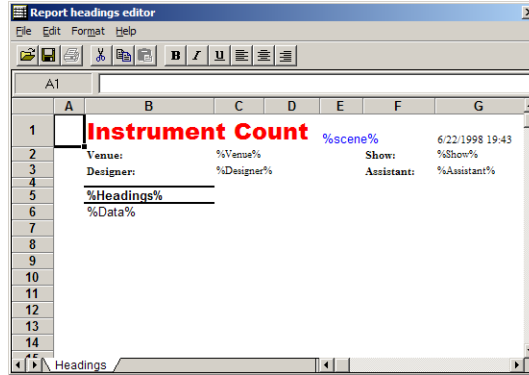 Report headings editor
File Edit Format Help
B I U
A1
A B C D E F G
1 Instrument Count %scene% 6/22/1998 19:43
2 Venue: %Venue% Show: %Show%
3 Designer: %Designer% Assistant: %Assistant%
4
5 %Headings%
6 %Data%
7
8
9
10
11
12
13
14
15
Headings